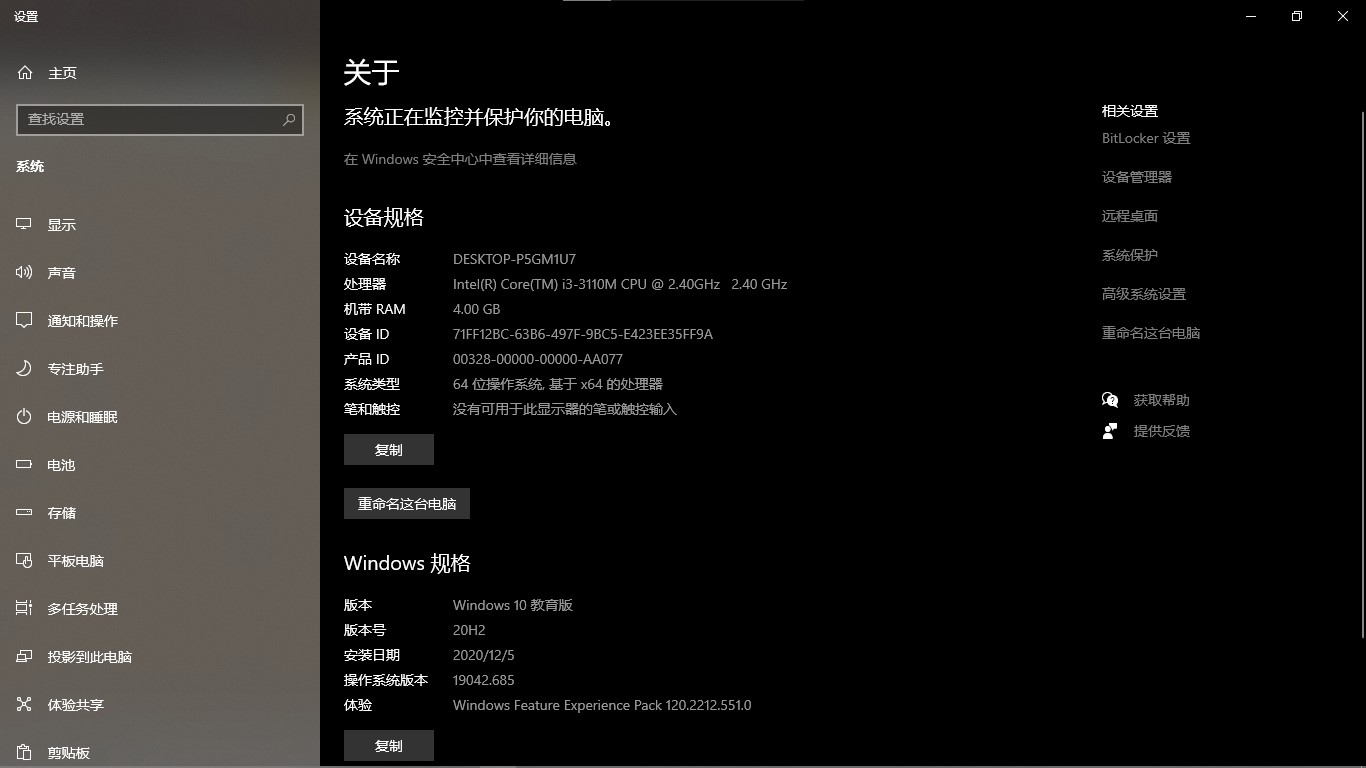 设置
主页
查找设置
系统
显示
声音
通知和操作
专注助手
电源和睡眠
电池
存储
平板电脑
多任务处理
投影到此电脑
体验共享
剪贴板
关于
系统正在监控并保护你的电脑。
在 Windows 安全中心中查看详细信息
设备规格
设备名称 DESKTOP-P5GM1U7
处理器 Intel(R) Core(TM) i3-3110M CPU @ 2.40GHz 2.40 GHz
机带 RAM 4.00 GB
设备 ID 71FF12BC-63B6-497F-9BC5-E423EE35FF9A
产品 ID 00328-00000-00000-AA077
系统类型 64 位操作系统, 基于 x64 的处理器
笔和触控 没有可用于此显示器的笔或触控输入
复制
重命名这台电脑
Windows 规格
版本 Windows 10 教育版
版本号 20H2
安装日期 2020/12/5
操作系统版本 19042.685
体验 Windows Feature Experience Pack 120.2212.551.0
复制
相关设置
BitLocker 设置
设备管理器
远程桌面
系统保护
高级系统设置
重命名这台电脑
获取帮助
提供反馈